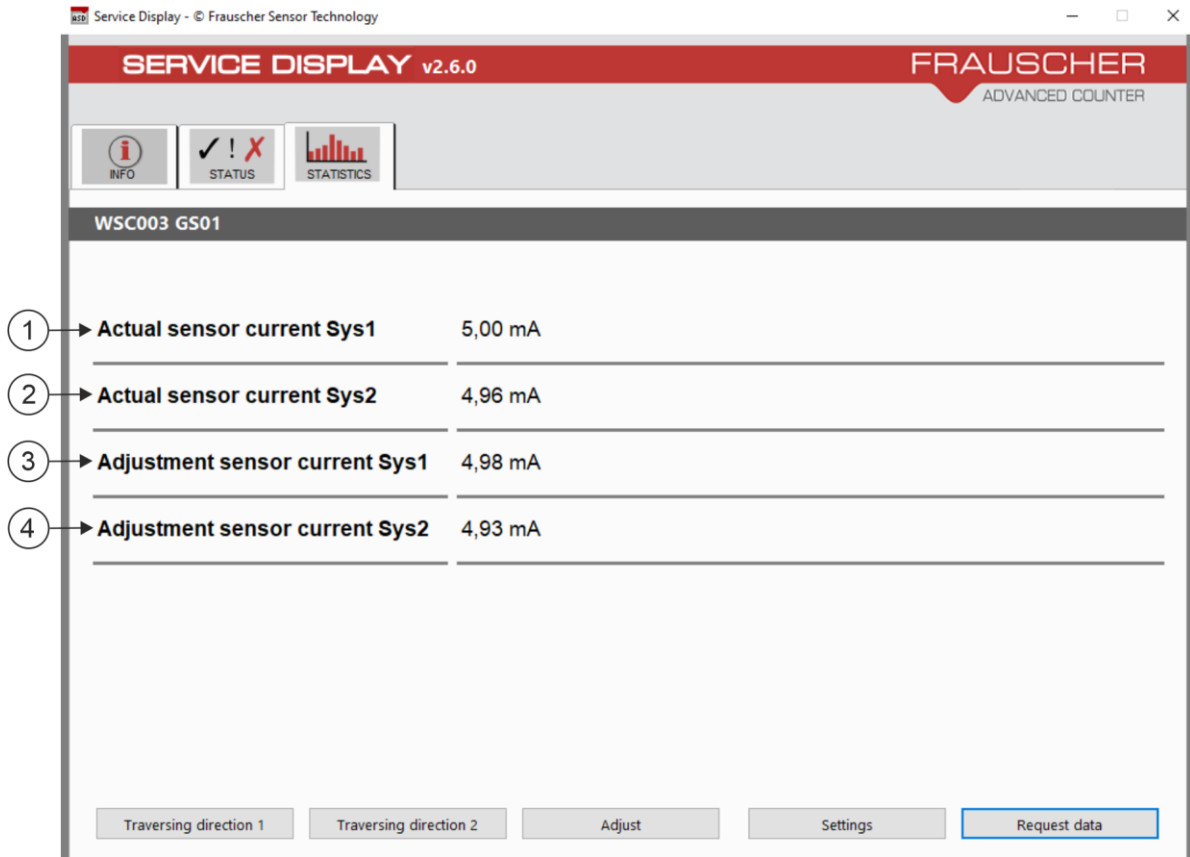 Service Display - © Frauscher Sensor Technology
SERVICE DISPLAY v2.6.0
FRAUSCHER
ADVANCED COUNTER
INFO
STATUS
STATISTICS
WSC003 GS01
1 Actual sensor current Sys1 5,00 mA
2 Actual sensor current Sys2 4,96 mA
3 Adjustment sensor current Sys1 4,98 mA
4 Adjustment sensor current Sys2 4,93 mA
Traversing direction 1 Traversing direction 2 Adjust Settings Request data